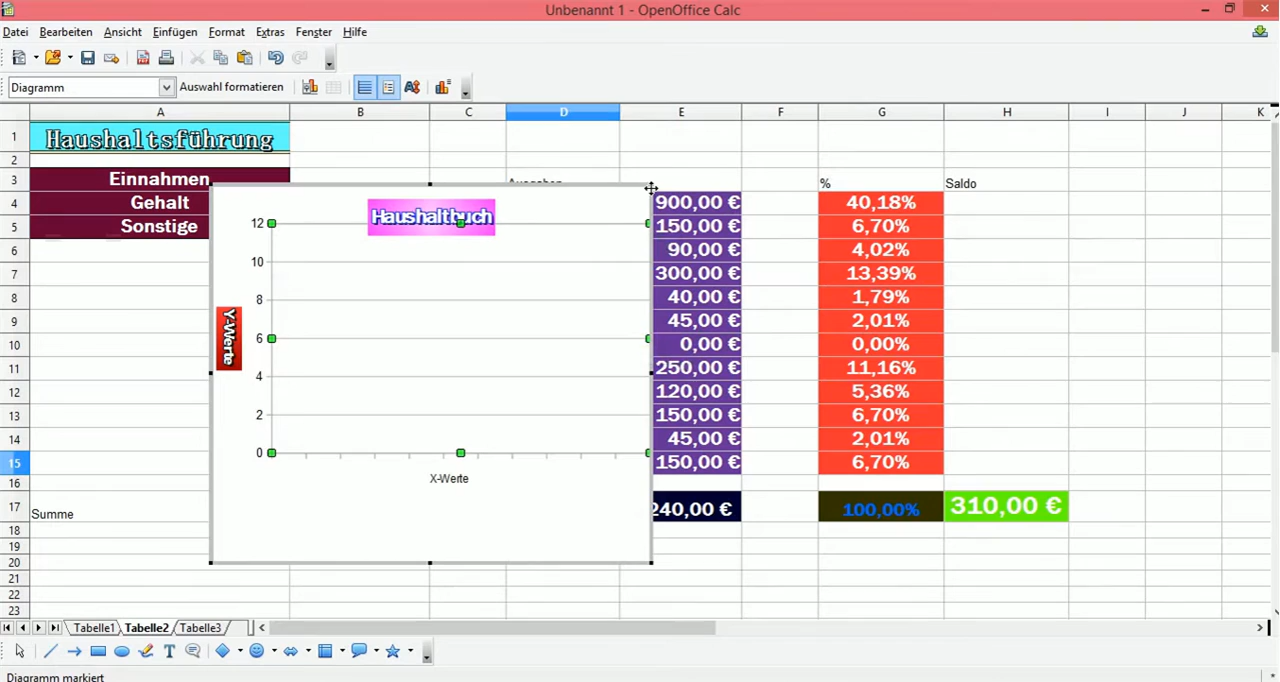 Unbenannt 1 - OpenOffice Calc
Datei Bearbeiten Ansicht Einfügen Format Extras Fenster Hilfe
Diagramm Auswahl formatieren
A B C D E F G H I J K
1 Haushaltsführung
2
3 Einnahmen Ausgaben % Saldo
4 Gehalt 900,00 € 40,18%
5 Sonstige 150,00 € 6,70%
6 90,00 € 4,02%
7 300,00 € 13,39%
8 40,00 € 1,79%
9 45,00 € 2,01%
10 0,00 € 0,00%
11 250,00 € 11,16%
12 120,00 € 5,36%
13 150,00 € 6,70%
14 45,00 € 2,01%
15 150,00 € 6,70%
16
17 Summe 240,00 € 100,00% 310,00 €
18
19
20
21
22
23
Haushaltbuch
Y-Werte
12
10
8
6
4
2
0
X-Werte
Tabelle1 Tabelle2 Tabelle3
Diagramm markiert